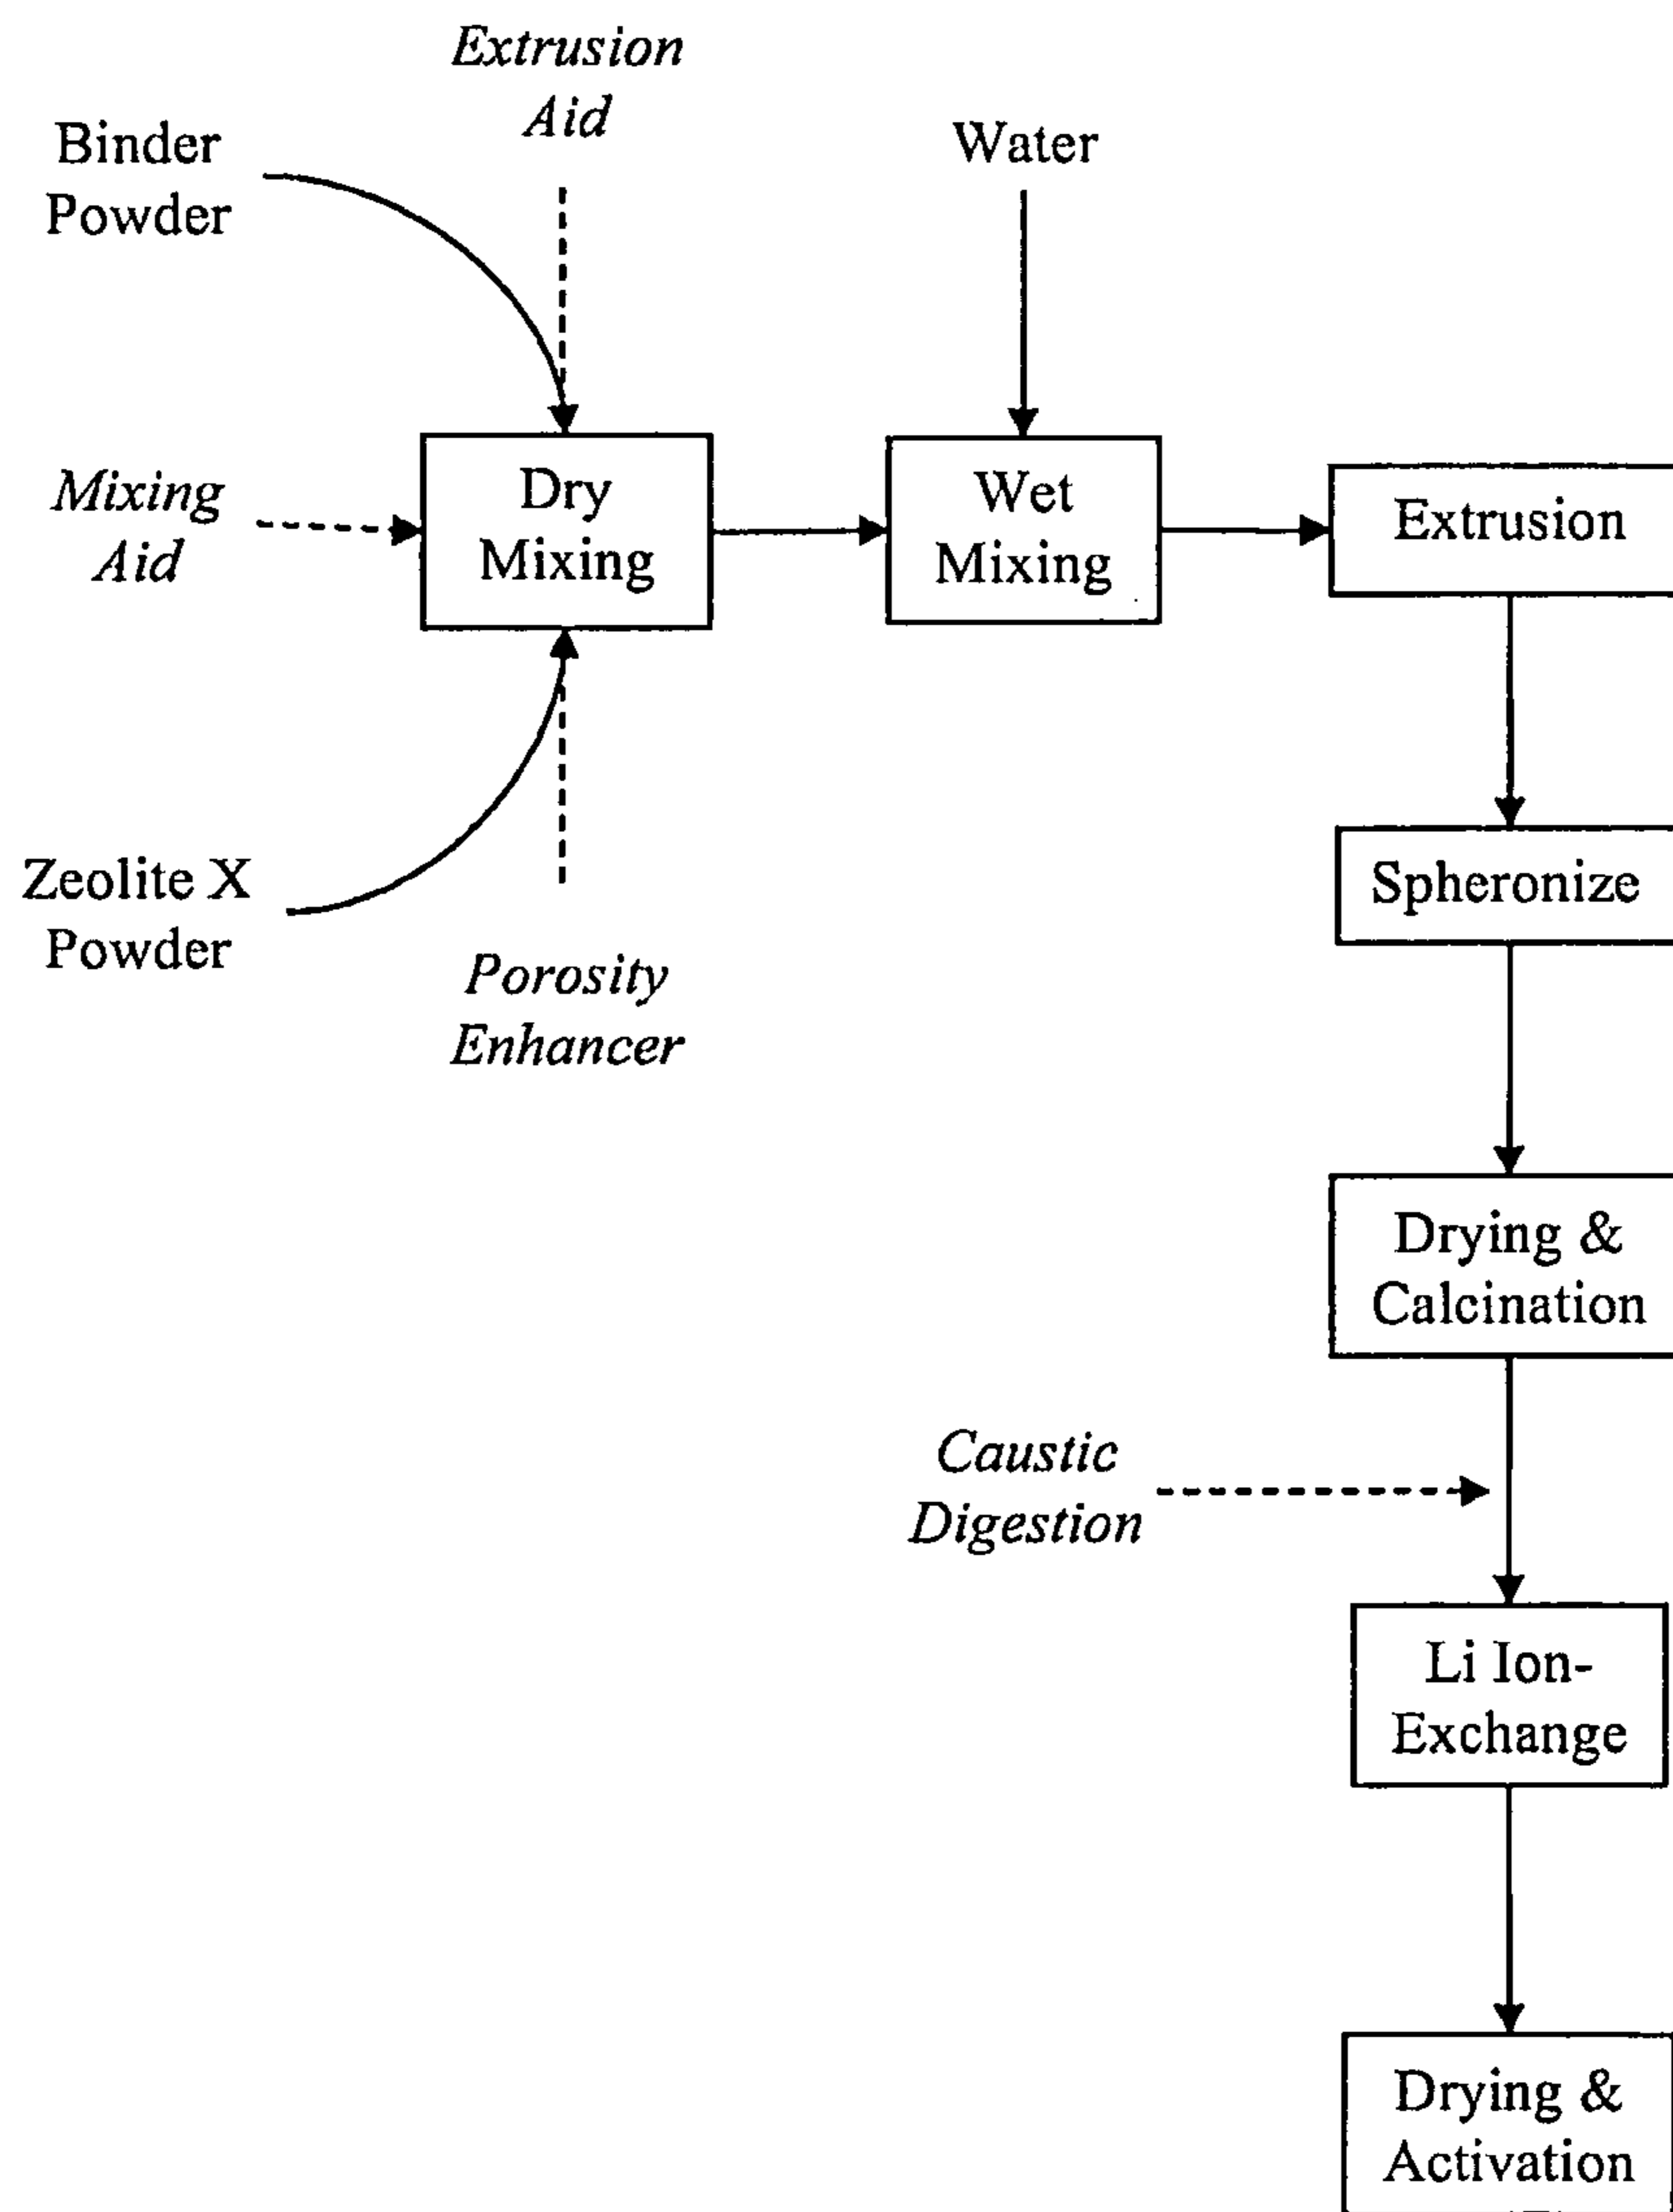 Extrusion
Aid
Binder
Powder
Water
Mixing
Aid
Dry
Mixing
Wet
Mixing
Extrusion
Zeolite X
Powder
Porosity
Enhancer
Spheronize
Drying &
Calcination
Caustic
Digestion
Li Ion-
Exchange
Drying &
Activation